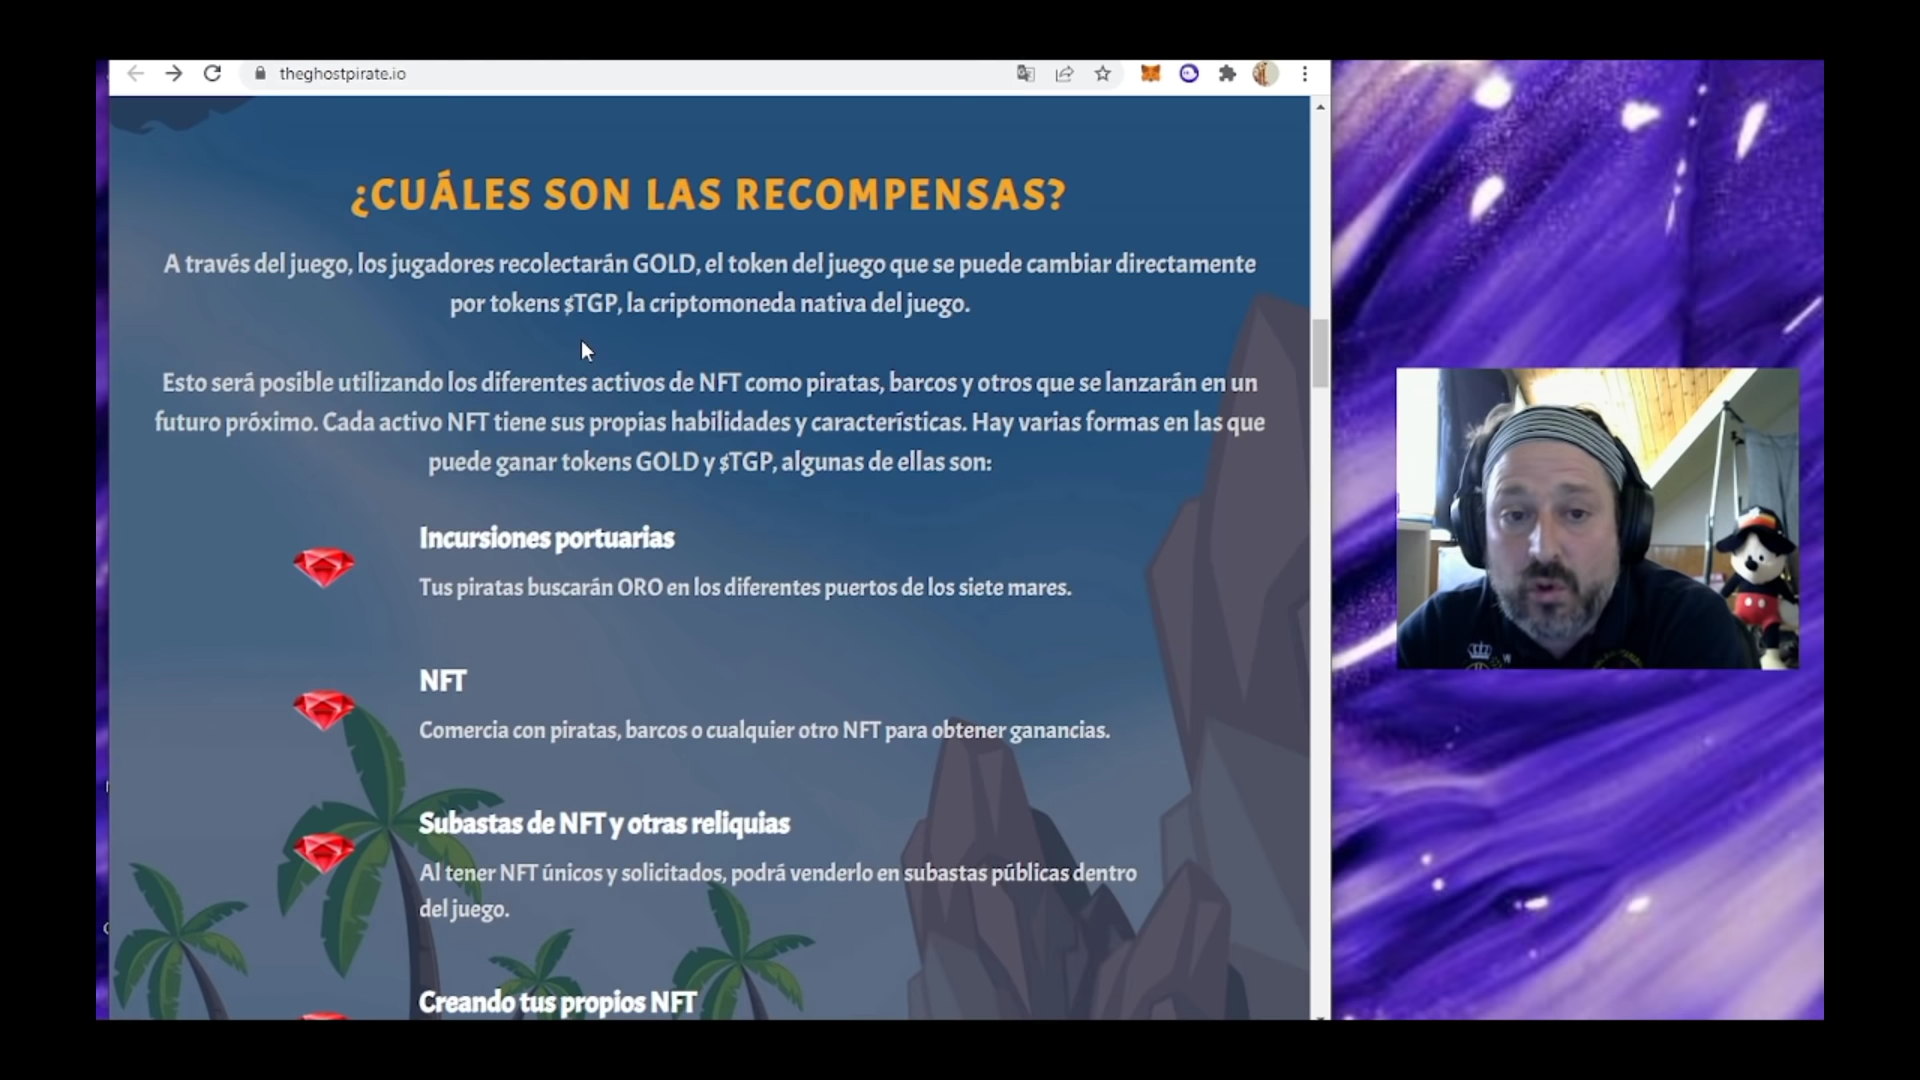 theghostpirate.io
¿CUÁLES SON LAS RECOMPENSAS?
A través del juego, los jugadores recolectarán GOLD, el token del juego que se puede cambiar directamente
por tokens $TGP, la criptomoneda nativa del juego.
Esto será posible utilizando los diferentes activos de NFT como piratas, barcos y otros que se lanzarán en un
futuro próximo. Cada activo NFT tiene sus propias habilidades y características. Hay varias formas en las que
puede ganar tokens GOLD y $TGP, algunas de ellas son:
Incursiones portuarias
Tus piratas buscarán ORO en los diferentes puertos de los siete mares.
NFT
Comercia con piratas, barcos o cualquier otro NFT para obtener ganancias.
Subastas de NFT y otras reliquias
Al tener NFT únicos y solicitados, podrá venderlo en subastas públicas dentro
del juego.
Creando tus propios NFT